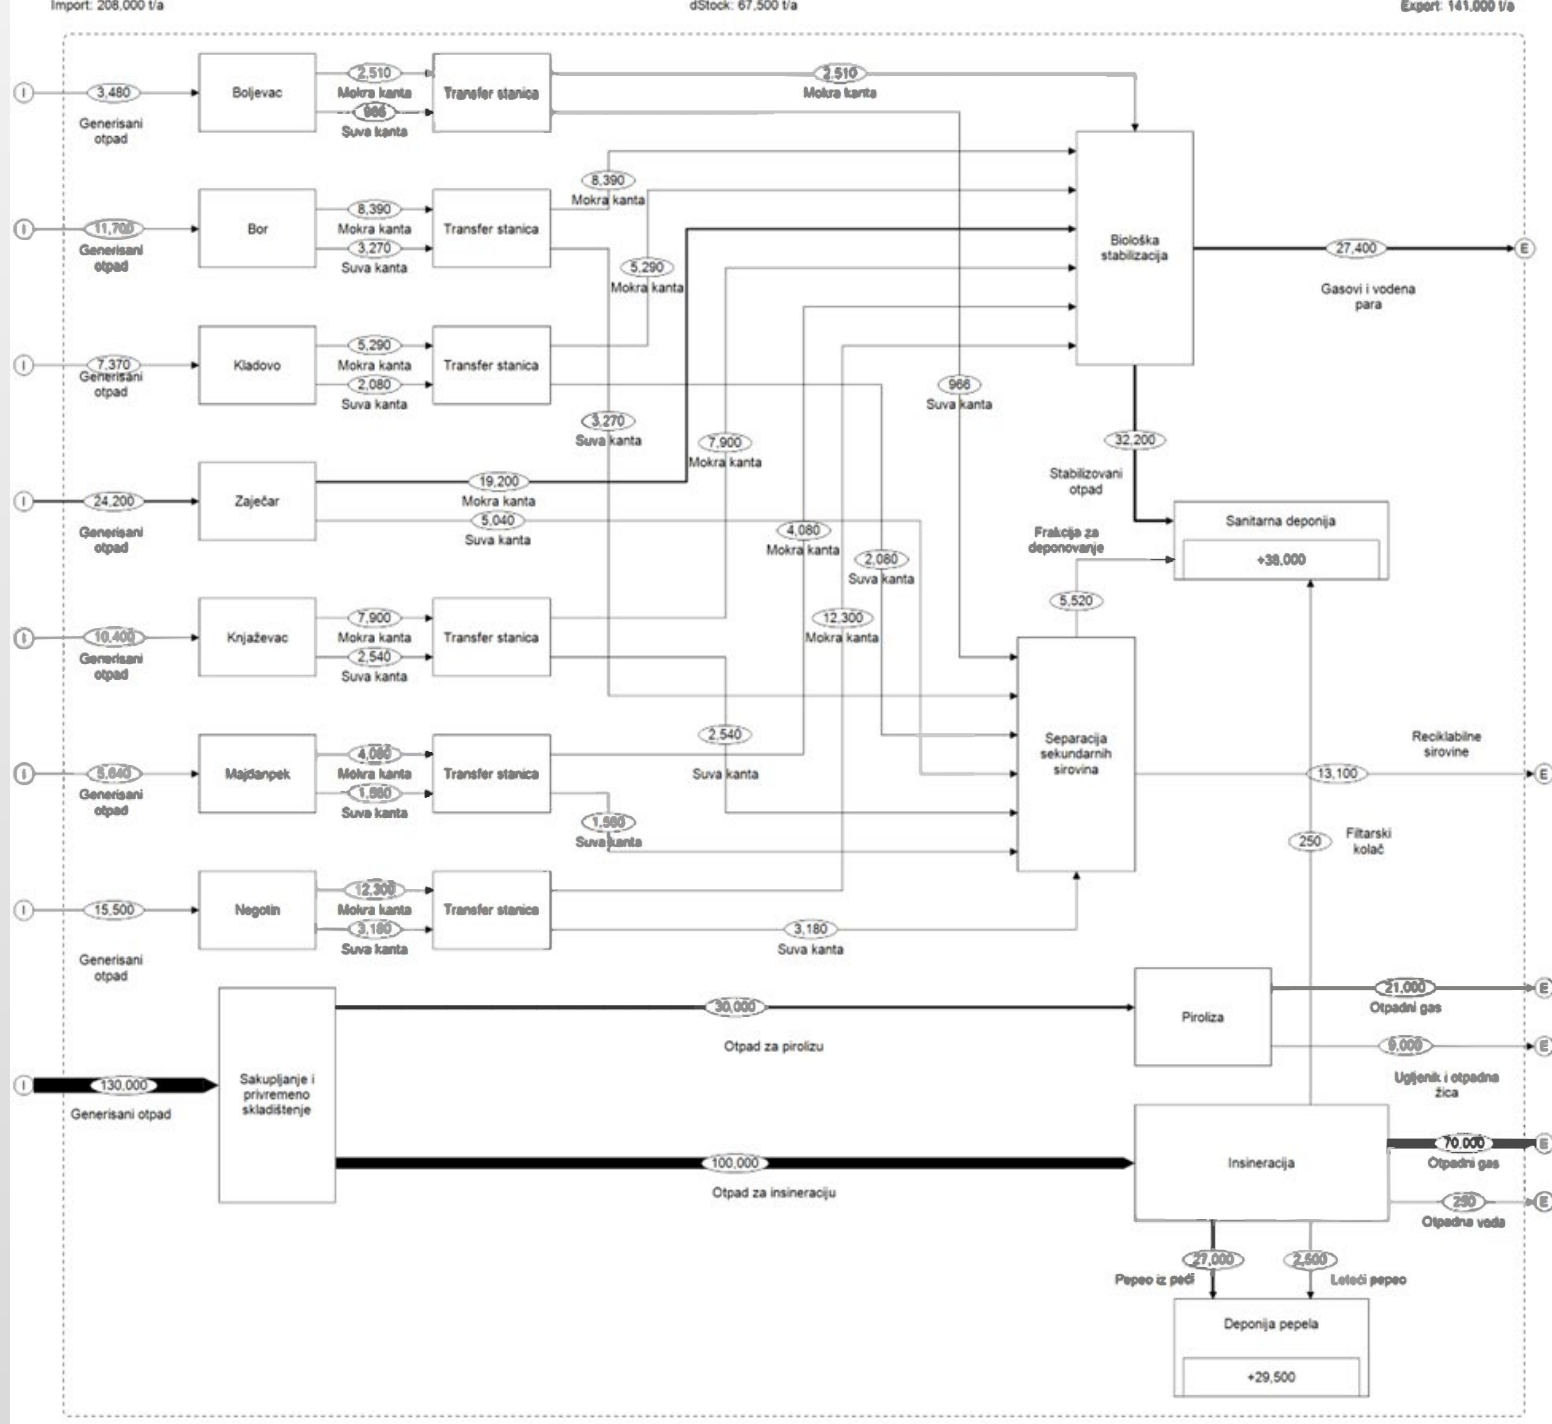 Import: 208,000 t/a
dStock: 67,500 t/a
Export: 141,000 t/a
I
3,480
Generisani
otpad
Boljevac
2,510
Mokra kanta
966
Suva kanta
Transfer stanica
2.510
Mokra kanta
I
11,700
Generisani
otpad
Bor
8,390
Mokra kanta
3,270
Suva kanta
Transfer stanica
8,390
Mokra kanta
5,290
Mokra kanta
Biološka
stabilizacija
27,400
Gasovi i vodena
para
E
I
7,370
Generisani
otpad
Kladovo
5,290
Mokra kanta
2,080
Suva kanta
Transfer stanica
3,270
Suva kanta
966
Suva kanta
7,900
Mokra kanta
32,200
Stabilizovani
otpad
I
24,200
Generisani
otpad
Zaječar
19,200
Mokra kanta
5,040
Suva kanta
4,080
Mokra kanta
2,080
Suva kanta
Frakcija za
deponovanje
Sanitarna deponija
+38,000
5,520
I
10,400
Generisani
otpad
Knjaževac
7,900
Mokra kanta
2,540
Suva kanta
Transfer stanica
12,300
Mokra kanta
I
5,640
Generisani
otpad
Majdanpek
4,080
Mokra kanta
1,560
Suva kanta
Transfer stanica
2,540
Suva kanta
1,560
Suva kanta
Separacija
sekundarnih
sirovina
Reciklabilne
sirovine
13,100
E
250
Filtarski
kolač
I
15,500
Generisani
otpad
Negotin
12,300
Mokra kanta
3,180
Suva kanta
Transfer stanica
3,180
Suva kanta
I
130,000
Generisani otpad
Sakupljanje i
privremeno
skladištenje
30,000
Otpad za pirolizu
Piroliza
21,000
Otpadni gas
E
9,000
Ugljenik i otpadna
žica
E
100,000
Otpad za insineraciju
Insineracija
70.000
Otpadni gas
E
250
Otpadna voda
E
27,000
Pepeo iz peći
2,500
Leteći pepeo
Deponija pepela
+29,500